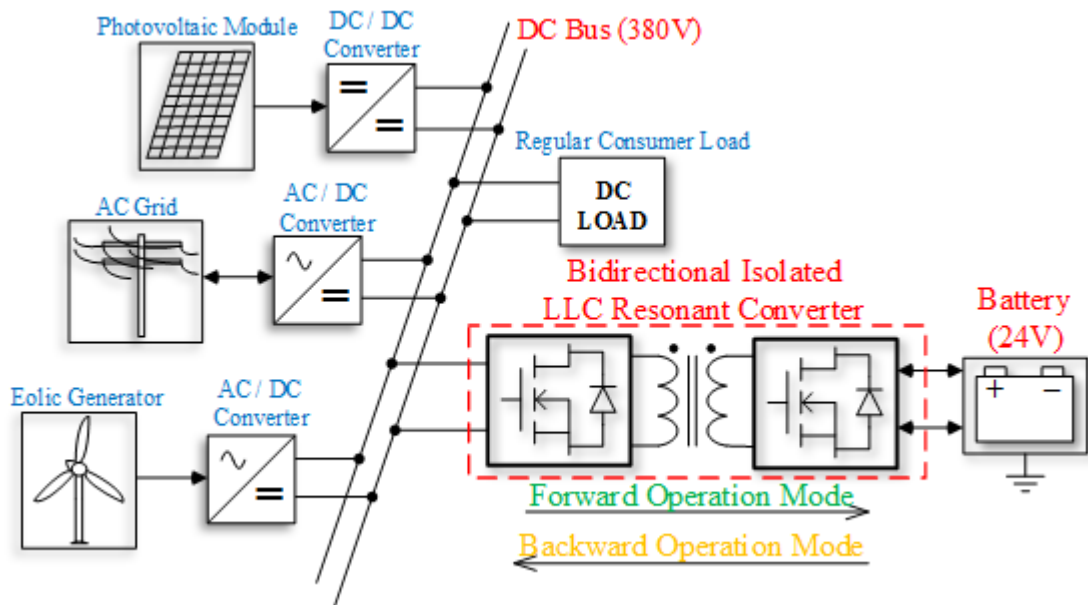 Photovoltaic Module
DC / DC
Converter
DC Bus (380V)
Regular Consumer Load
DC
LOAD
AC Grid
AC / DC
Converter
Bidirectional Isolated
LLC Resonant Converter
Battery
(24V)
+ −
Eolic Generator
AC / DC
Converter
Forward Operation Mode
Backward Operation Mode